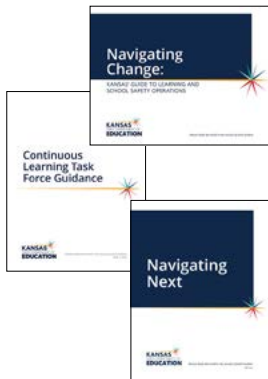 Navigating
Change:
KANSAS' GUIDE TO LEARNING AND
SCHOOL SAFETY OPERATIONS
KANSAS
EDUCATION
Continuous
Learning Task
Force Guidance
KANSAS
EDUCATION
Navigating
Next
KANSAS
EDUCATION